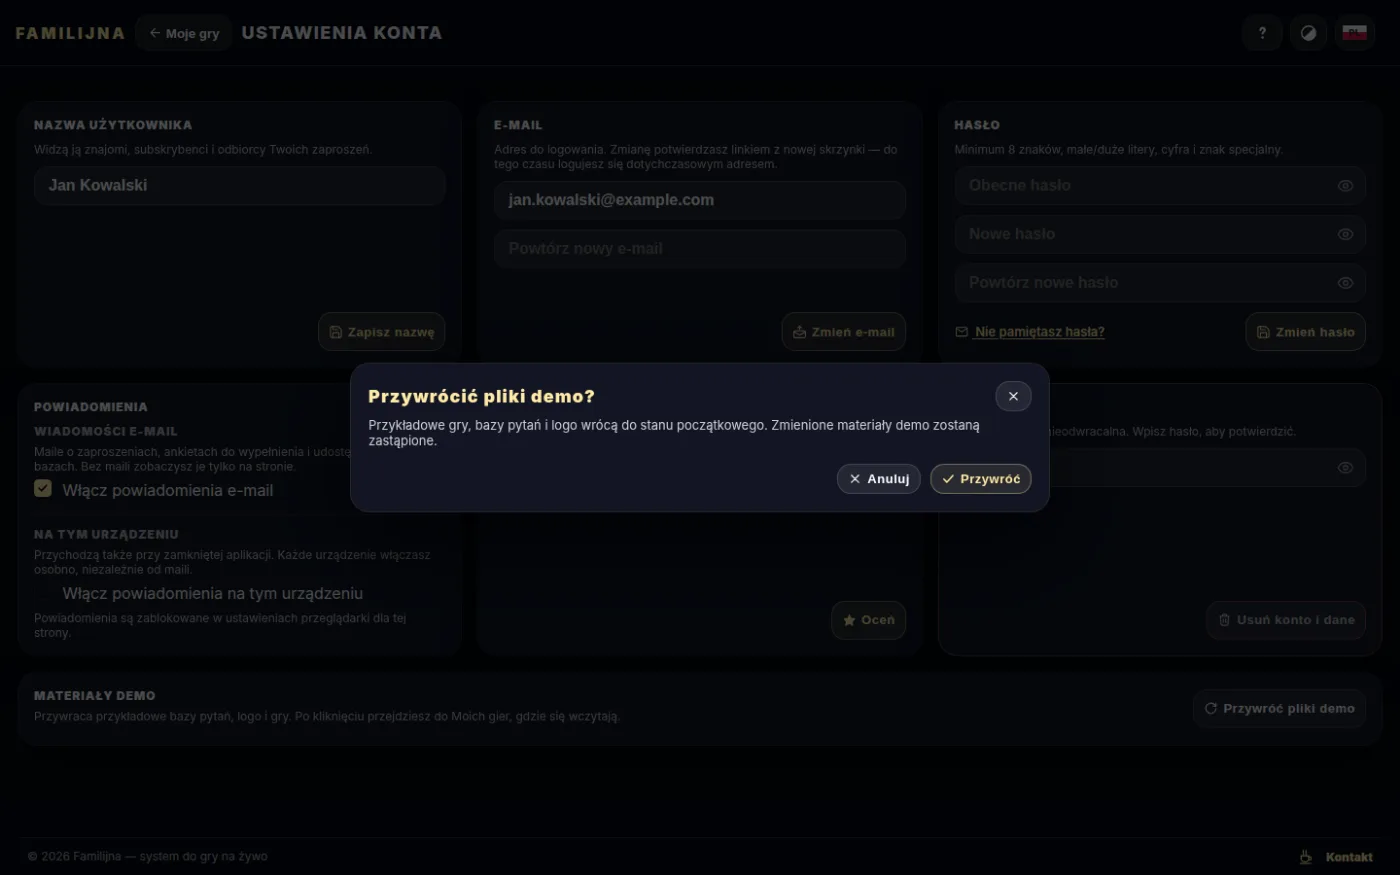 FAMILIJNA
← Moje gry
USTAWIENIA KONTA
?
PL
NAZWA UŻYTKOWNIKA
Widzą ją znajomi, subskrybenci i odbiorcy Twoich zaproszeń.
Jan Kowalski
Zapisz nazwę
E-MAIL
Adres do logowania. Zmianę potwierdzasz linkiem z nowej skrzynki — do
tego czasu logujesz się dotychczasowym adresem.
jan.kowalski@example.com
Powtórz nowy e-mail
Zmień e-mail
HASŁO
Minimum 8 znaków, małe/duże litery, cyfra i znak specjalny.
Obecne hasło
Nowe hasło
Powtórz nowe hasło
Nie pamiętasz hasła?
Zmień hasło
Przywrócić pliki demo?
Przykładowe gry, bazy pytań i logo wrócą do stanu początkowego. Zmienione materiały demo zostaną
zastąpione.
Anuluj
Przywróć
POWIADOMIENIA
WIADOMOŚCI E-MAIL
Maile o zaproszeniach, ankietach do wypełnienia i udostę
bazach. Bez maili zobaczysz je tylko na stronie.
Włącz powiadomienia e-mail
NA TYM URZĄDZENIU
Przychodzą także przy zamkniętej aplikacji. Każde urządzenie włączasz
osobno, niezależnie od maili.
Włącz powiadomienia na tym urządzeniu
Powiadomienia są zablokowane w ustawieniach przeglądarki dla tej
strony.
Oceń
ieodwracalna. Wpisz hasło, aby potwierdzić.
Usuń konto i dane
MATERIAŁY DEMO
Przywraca przykładowe bazy pytań, logo i gry. Po kliknięciu przejdziesz do Moich gier, gdzie się wczytają.
Przywróć pliki demo
© 2026 Familijna — system do gry na żywo
Kontakt